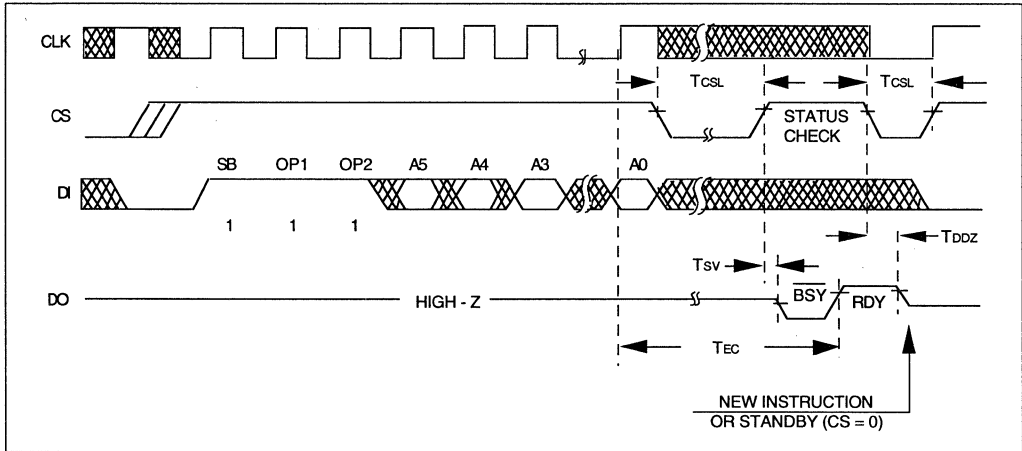 CLK
TCSL
TCSL
CS
STATUS
CHECK
SB OP1 OP2 A5 A4 A3 A0
DI
1 1 1
TDDZ
TSV
BSY
RDY
DO
HIGH - Z
TEC
NEW INSTRUCTION
OR STANDBY (CS = 0)